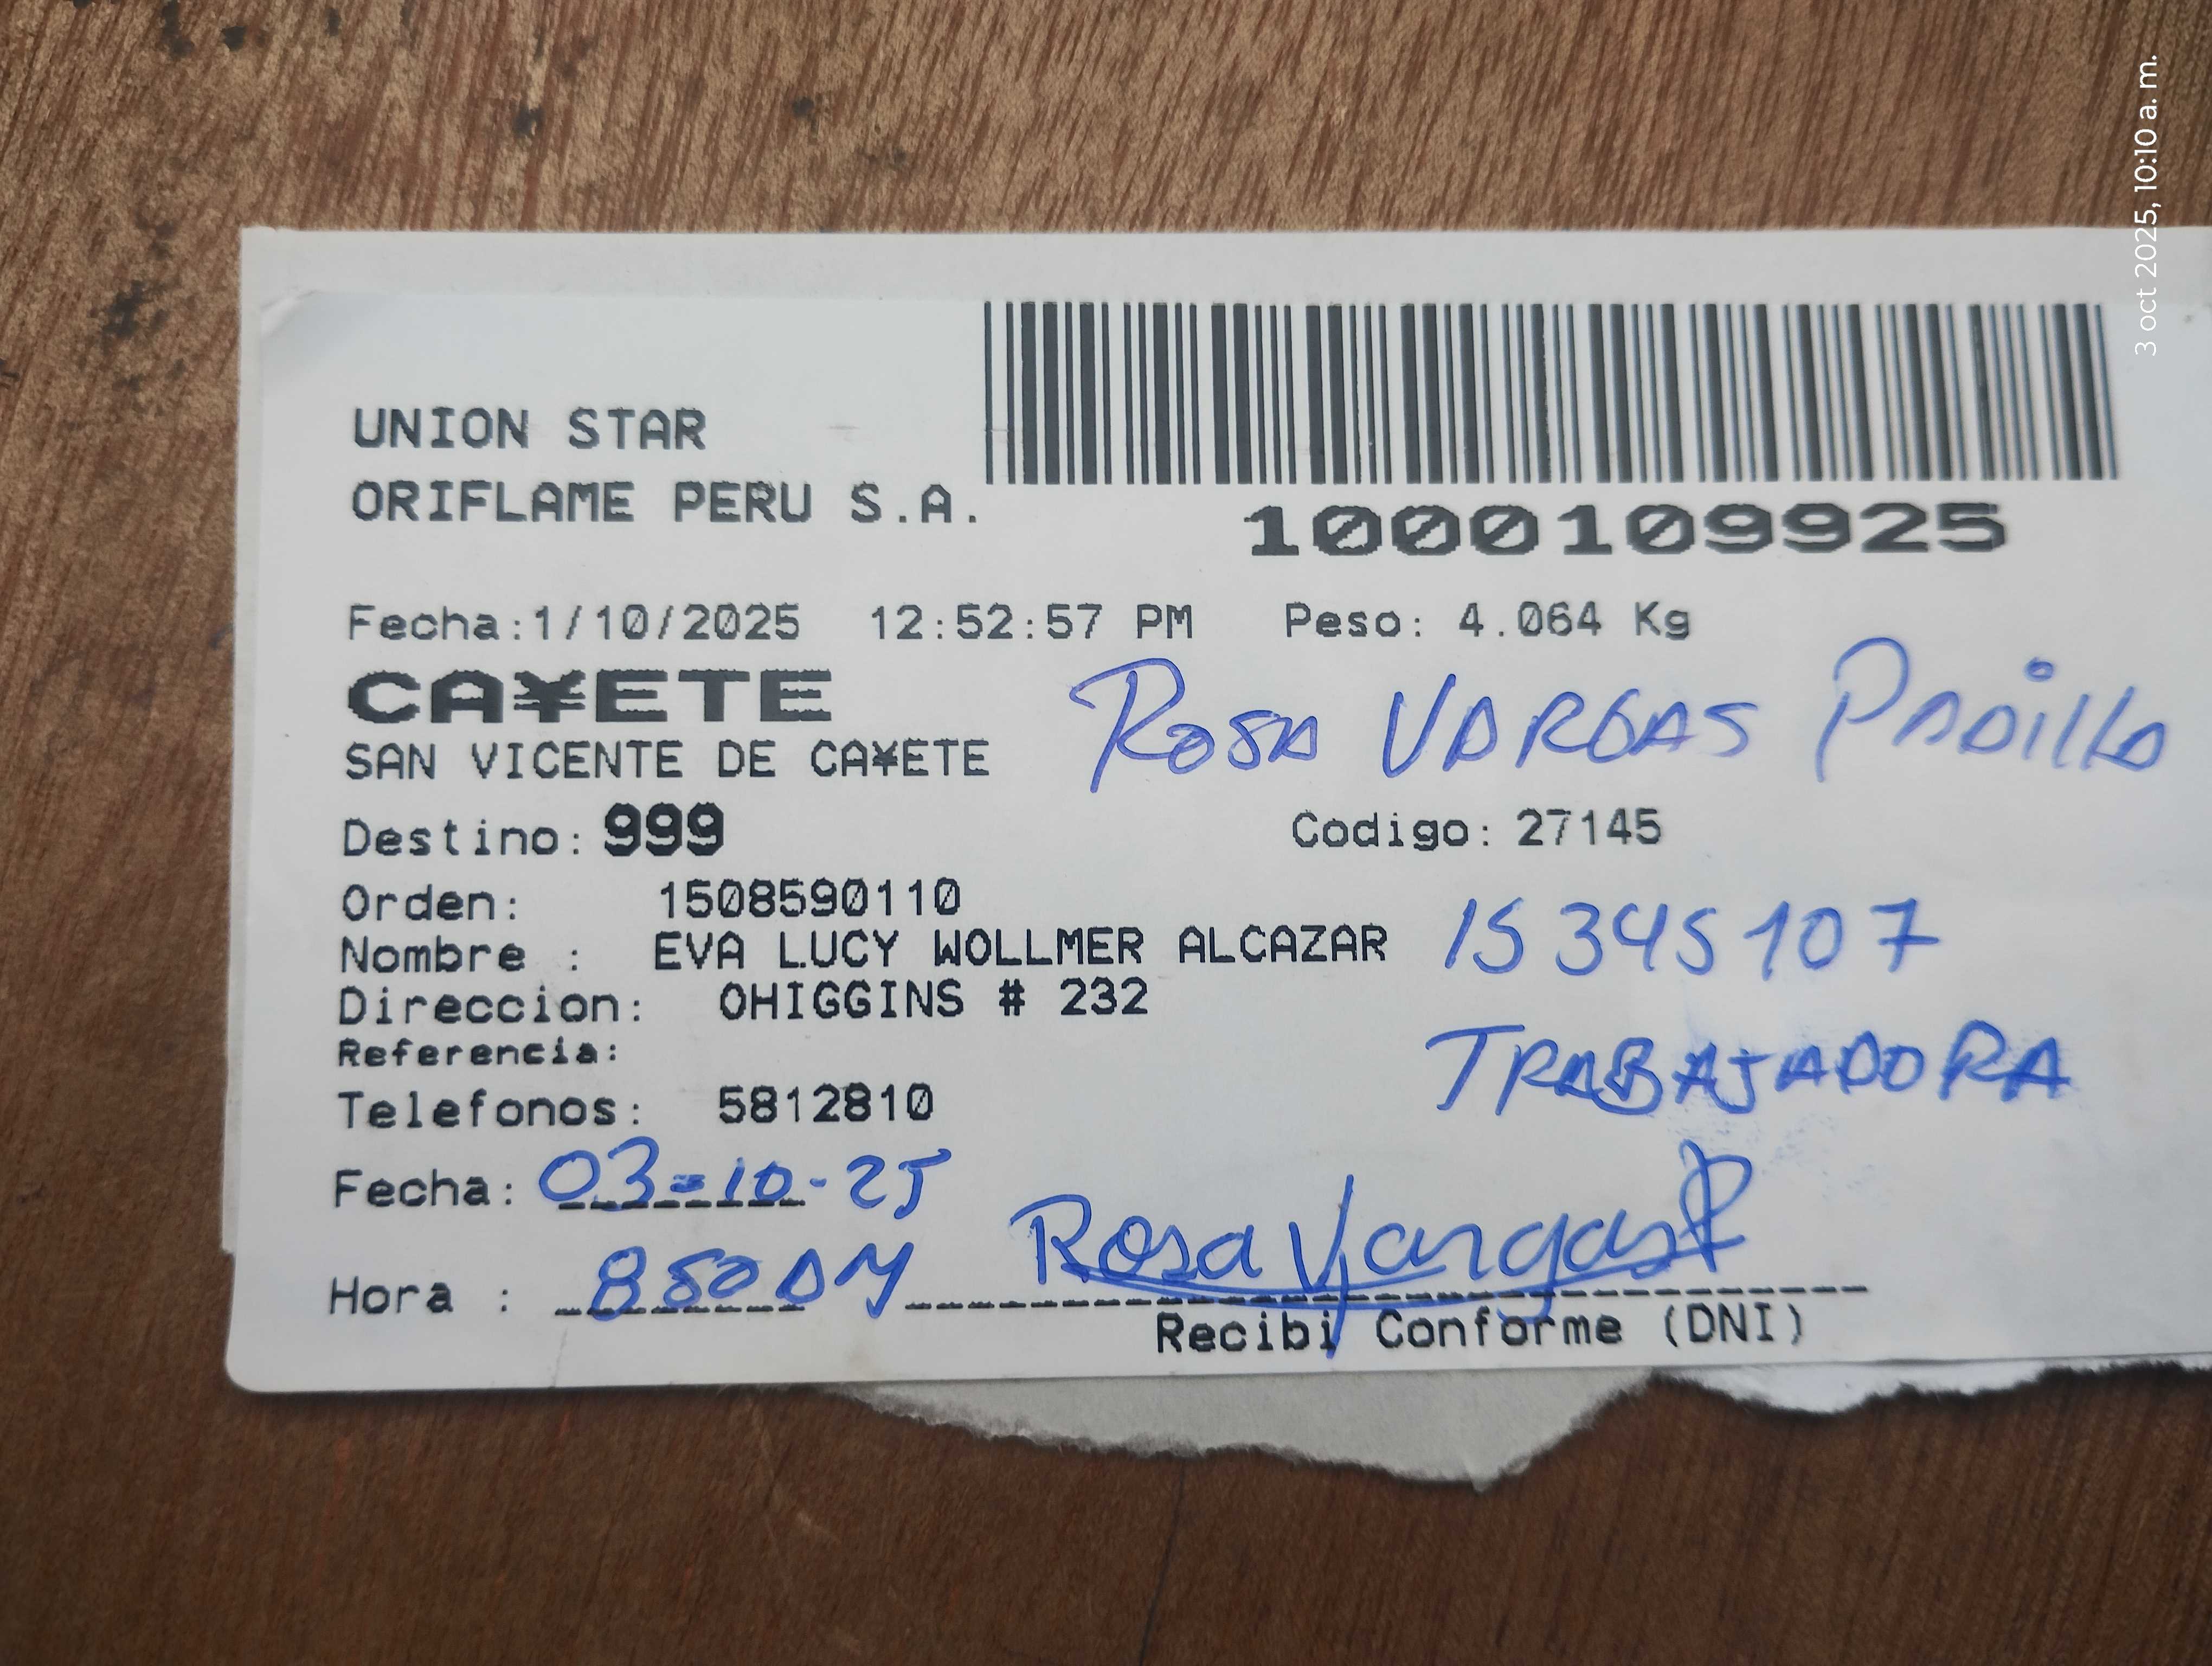 3 oct 2025, 10:10 a. m.
UNION STAR
ORIFLAME PERU S.A.
1000109925
Fecha:1/10/2025 12:52:57 PM Peso: 4.064 Kg
CA¥ETE
ROSA VARGAS PADILLA
SAN VICENTE DE CA¥ETE
Destino: 999 Codigo: 27145
Orden: 1508590110
Nombre : EVA LUCY WOLLMER ALCAZAR 15345107
Direccion: OHIGGINS # 232
Referencia:
TRABAJADORA
Telefonos: 5812810
Fecha: 03-10-25
Rosa Vargas P
Hora : 850 AM
Recibi Conforme (DNI)